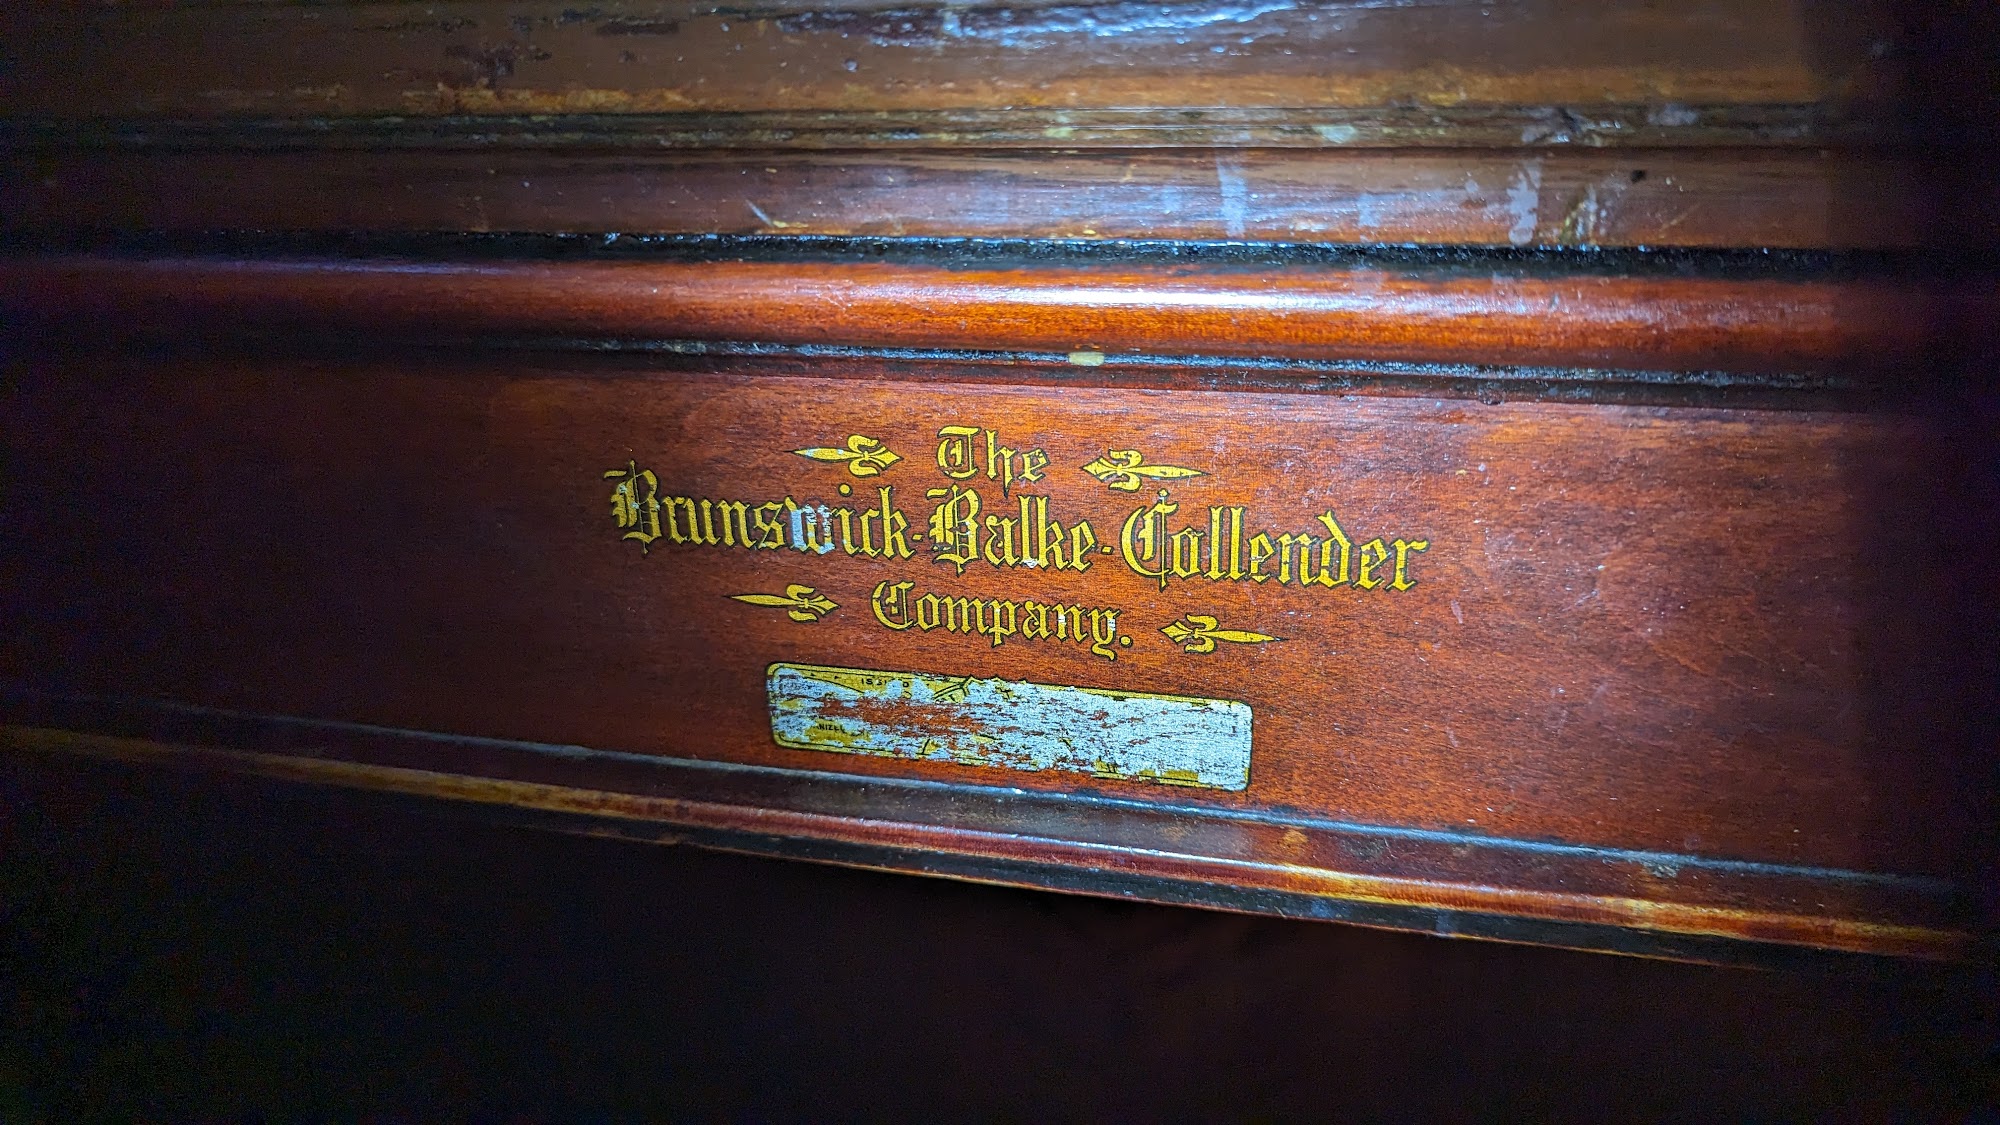 The
Brunswick-Balke-Collender
Company.